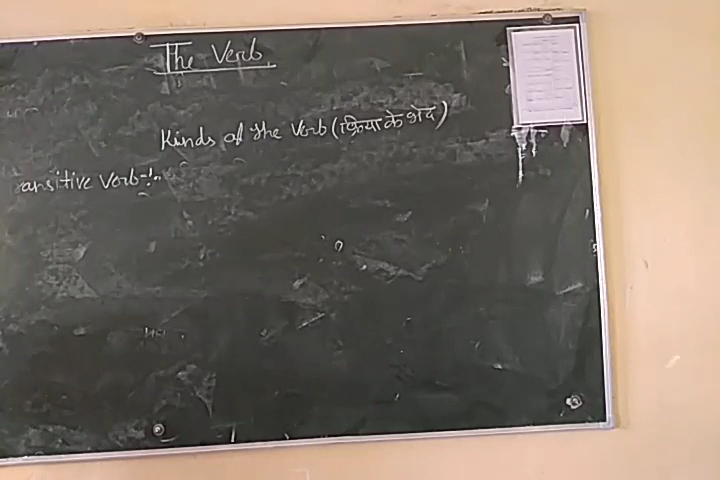 The Verb
Kinds of the Verb (क्रिया के भेद)
ansitive Verb-:-